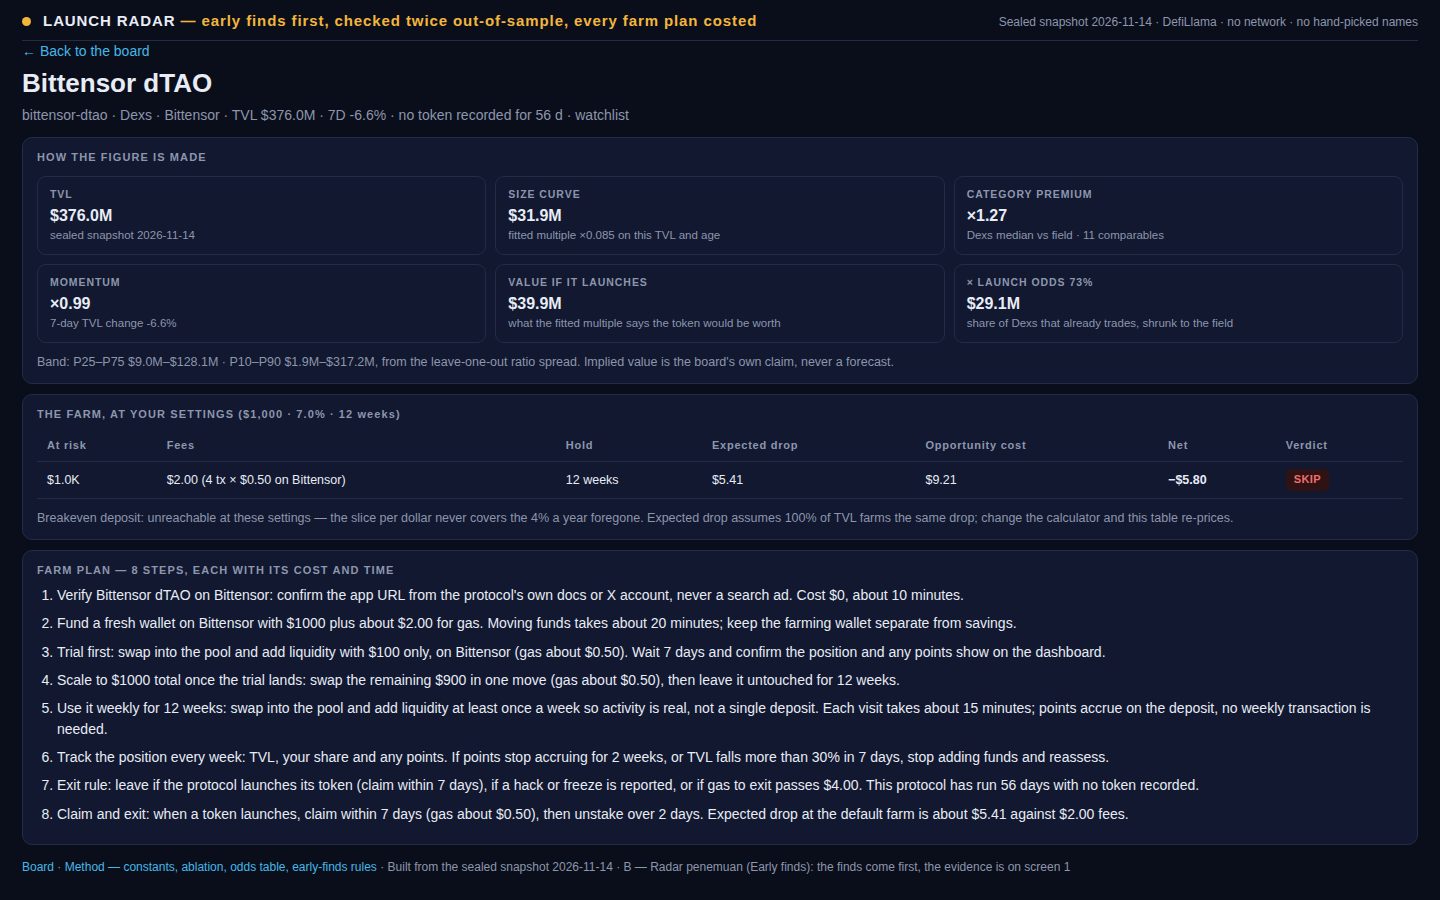 LAUNCH RADAR — early finds first, checked twice out-of-sample, every farm plan costed
Sealed snapshot 2026-11-14 · DefiLlama · no network · no hand-picked names
← Back to the board
Bittensor dTAO
bittensor-dtao · Dexs · Bittensor · TVL $376.0M · 7D -6.6% · no token recorded for 56 d · watchlist
HOW THE FIGURE IS MADE
TVL
$376.0M
sealed snapshot 2026-11-14
SIZE CURVE
$31.9M
fitted multiple ×0.085 on this TVL and age
CATEGORY PREMIUM
×1.27
Dexs median vs field · 11 comparables
MOMENTUM
×0.99
7-day TVL change -6.6%
VALUE IF IT LAUNCHES
$39.9M
what the fitted multiple says the token would be worth
× LAUNCH ODDS 73%
$29.1M
share of Dexs that already trades, shrunk to the field
Band: P25–P75 $9.0M–$128.1M · P10–P90 $1.9M–$317.2M, from the leave-one-out ratio spread. Implied value is the board's own claim, never a forecast.
THE FARM, AT YOUR SETTINGS ($1,000 · 7.0% · 12 weeks)
At risk Fees Hold Expected drop Opportunity cost Net Verdict
$1.0K $2.00 (4 tx × $0.50 on Bittensor) 12 weeks $5.41 $9.21 −$5.80 SKIP
Breakeven deposit: unreachable at these settings — the slice per dollar never covers the 4% a year foregone. Expected drop assumes 100% of TVL farms the same drop; change the calculator and this table re-prices.
FARM PLAN — 8 STEPS, EACH WITH ITS COST AND TIME
1. Verify Bittensor dTAO on Bittensor: confirm the app URL from the protocol's own docs or X account, never a search ad. Cost $0, about 10 minutes.
2. Fund a fresh wallet on Bittensor with $1000 plus about $2.00 for gas. Moving funds takes about 20 minutes; keep the farming wallet separate from savings.
3. Trial first: swap into the pool and add liquidity with $100 only, on Bittensor (gas about $0.50). Wait 7 days and confirm the position and any points show on the dashboard.
4. Scale to $1000 total once the trial lands: swap the remaining $900 in one move (gas about $0.50), then leave it untouched for 12 weeks.
5. Use it weekly for 12 weeks: swap into the pool and add liquidity at least once a week so activity is real, not a single deposit. Each visit takes about 15 minutes; points accrue on the deposit, no weekly transaction is
needed.
6. Track the position every week: TVL, your share and any points. If points stop accruing for 2 weeks, or TVL falls more than 30% in 7 days, stop adding funds and reassess.
7. Exit rule: leave if the protocol launches its token (claim within 7 days), if a hack or freeze is reported, or if gas to exit passes $4.00. This protocol has run 56 days with no token recorded.
8. Claim and exit: when a token launches, claim within 7 days (gas about $0.50), then unstake over 2 days. Expected drop at the default farm is about $5.41 against $2.00 fees.
Board · Method — constants, ablation, odds table, early-finds rules · Built from the sealed snapshot 2026-11-14 · B — Radar penemuan (Early finds): the finds come first, the evidence is on screen 1